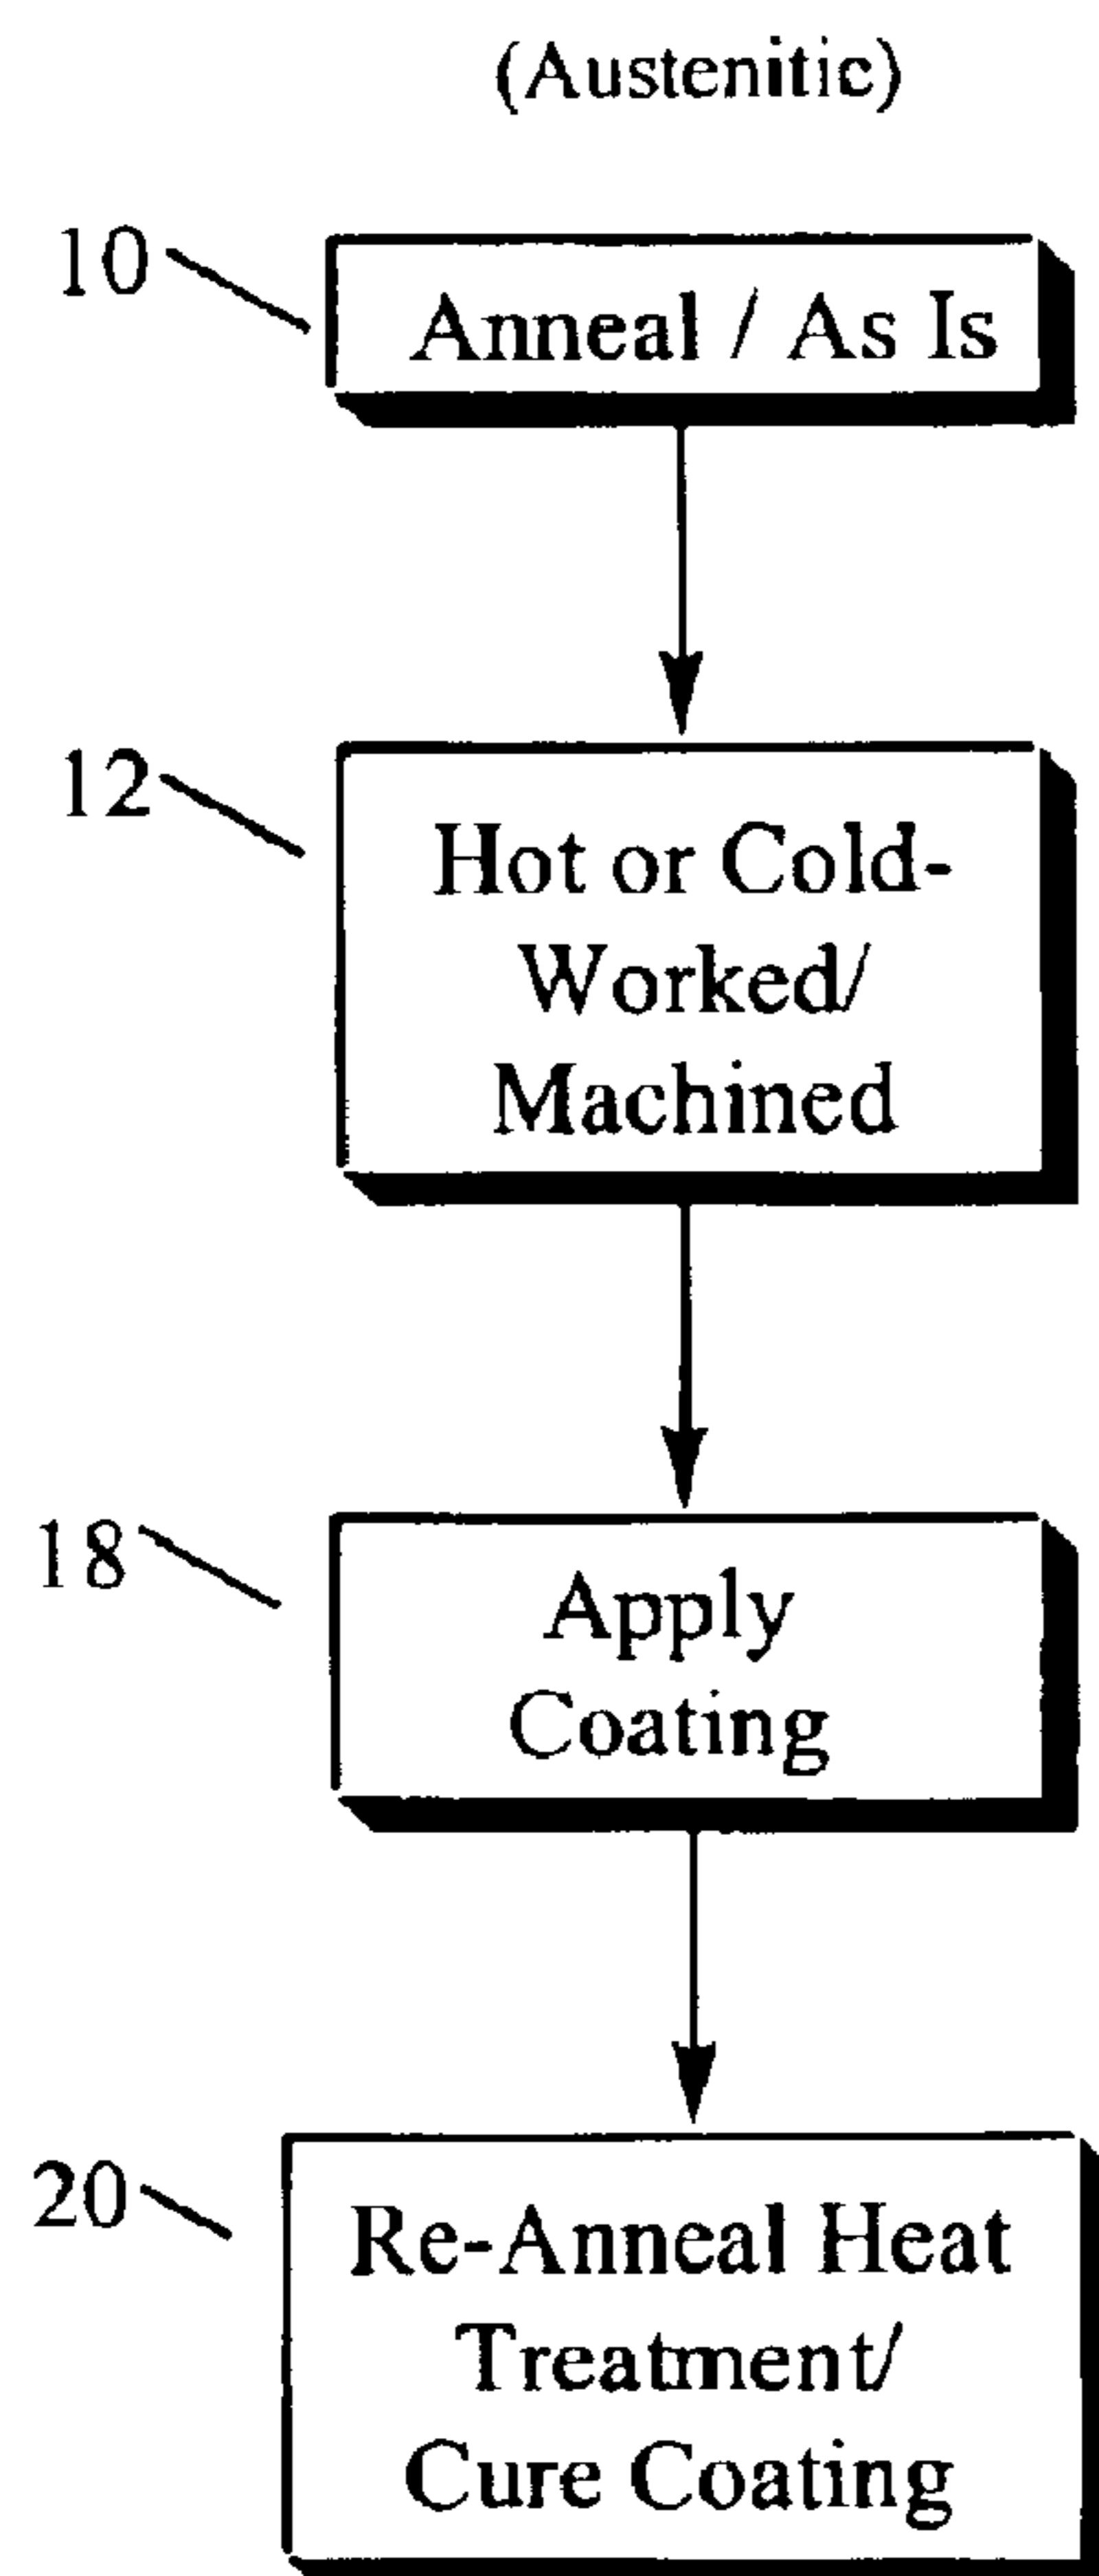 (Austenitic)
10
Anneal / As Is
12
Hot or Cold-
Worked/
Machined
18
Apply
Coating
20
Re-Anneal Heat
Treatment/
Cure Coating